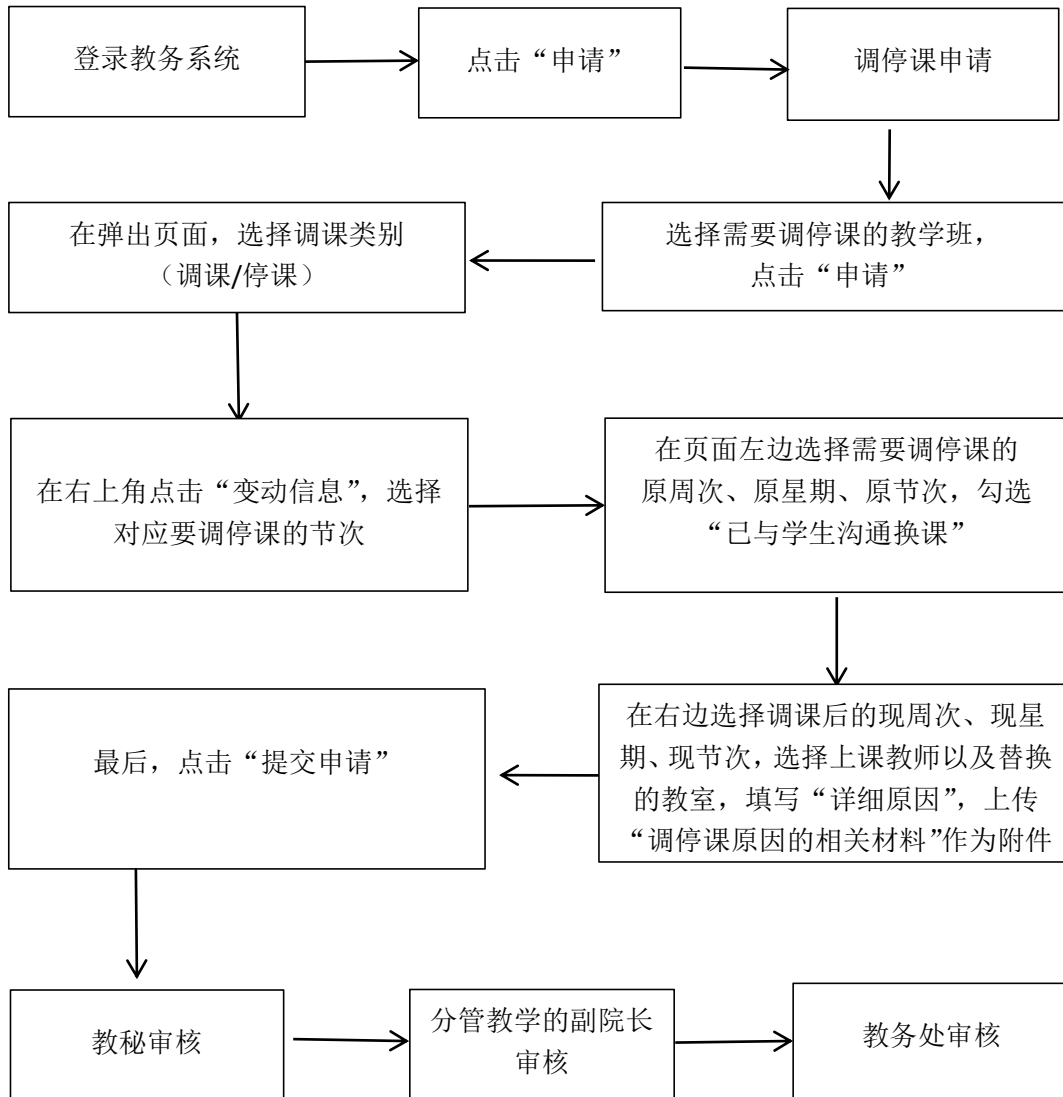 登录教务系统
点击“申请”
调停课申请
选择需要调停课的教学班，
点击“申请”
在弹出页面，选择调课类别
（调课/停课）
在右上角点击“变动信息”，选择
对应要调停课的节次
在页面左边选择需要调停课的
原周次、原星期、原节次，勾选
“已与学生沟通换课”
在右边选择调课后的现周次、现星
期、现节次，选择上课教师以及替换
的教室，填写“详细原因”，上传
“调停课原因的相关材料”作为附件
最后，点击“提交申请”
教秘审核
分管教学的副院长
审核
教务处审核